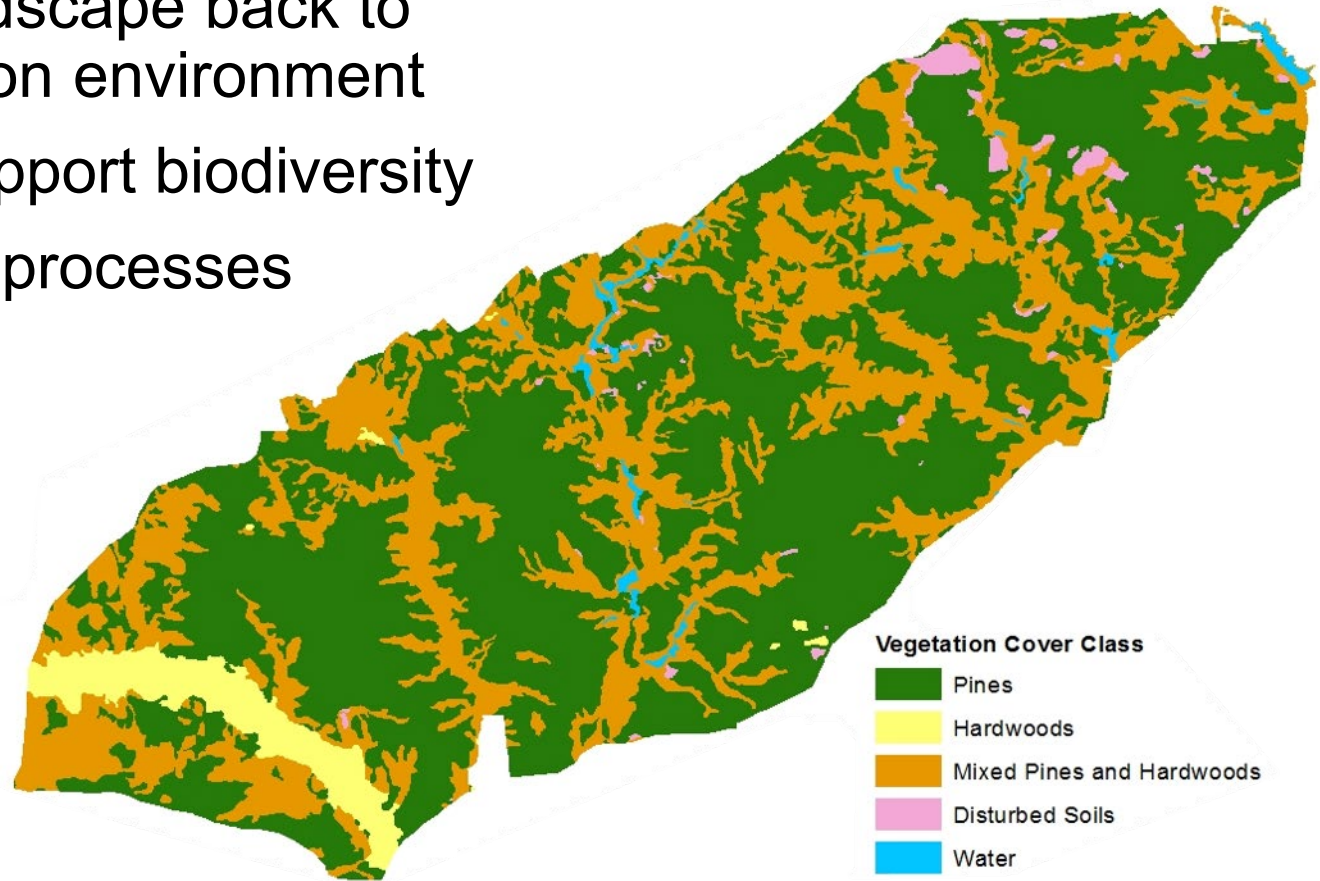 dscape back to
on environment
pport biodiversity
processes
Vegetation Cover Class
Pines
Hardwoods
Mixed Pines and Hardwoods
Disturbed Soils
Water